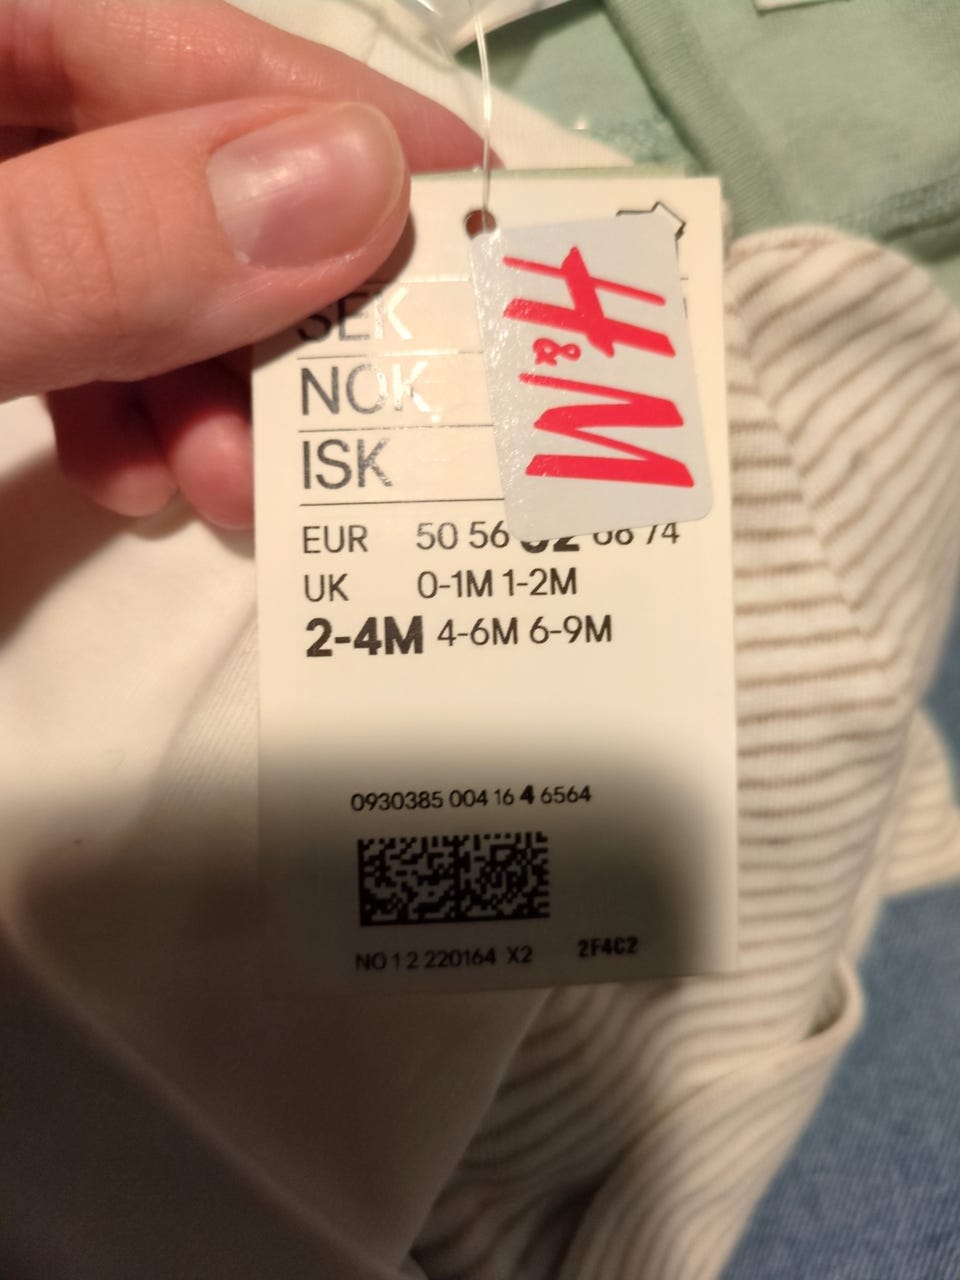 SEK
NOK
ISK
H&M
EUR 50 56 62 68 74
UK 0-1M 1-2M
2-4M 4-6M 6-9M
0930385 004 16 4 6564
NO 1 2 220164 X2 2F4C2